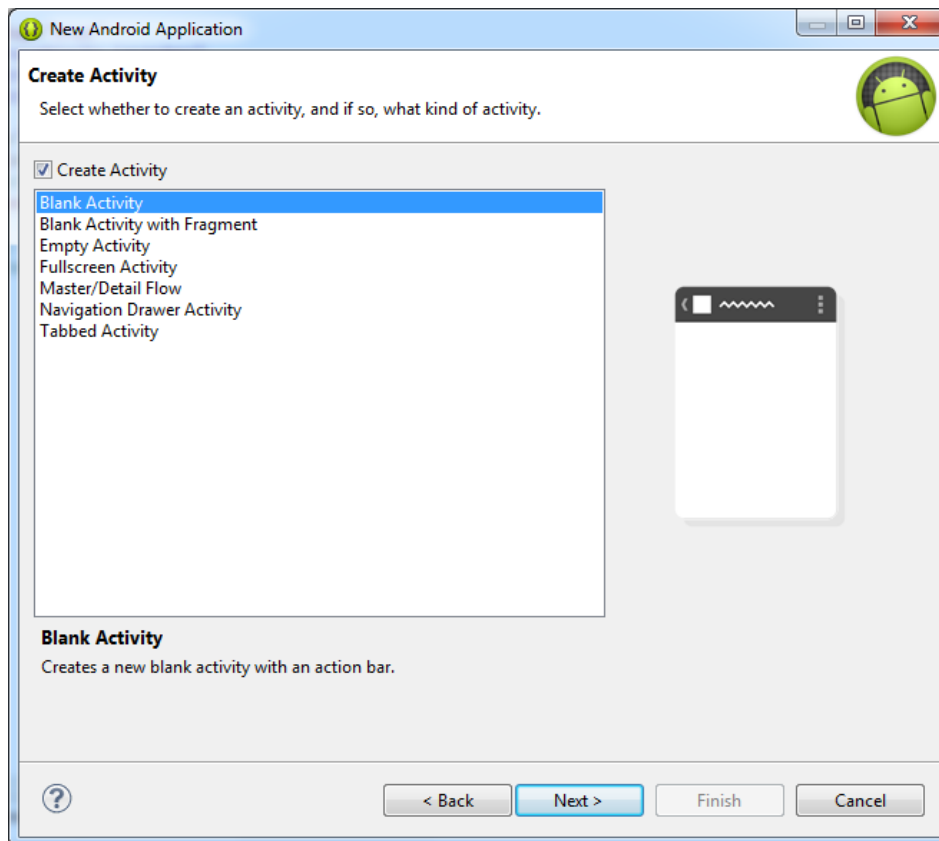 New Android Application
Create Activity
Select whether to create an activity, and if so, what kind of activity.
Create Activity
Blank Activity
Blank Activity with Fragment
Empty Activity
Fullscreen Activity
Master/Detail Flow
Navigation Drawer Activity
Tabbed Activity
Blank Activity
Creates a new blank activity with an action bar.
? < Back Next > Finish Cancel